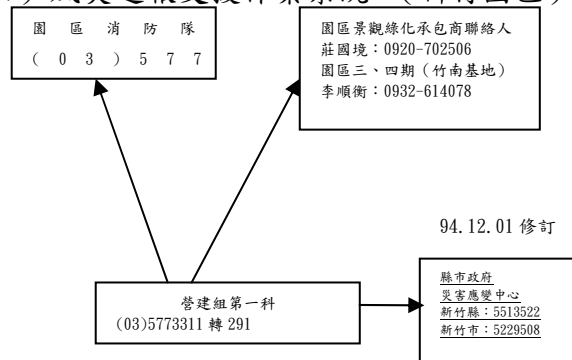 園區消防隊
(03)577
園區景觀綠化承包商聯絡人
莊國境：0920-702506
園區三、四期（竹南基地）
李順衡：0932-614078
94.12.01 修訂
營建組第一科
(03)5773311 轉 291
縣市政府
災害應變中心
新竹縣：5513522
新竹市：5229508